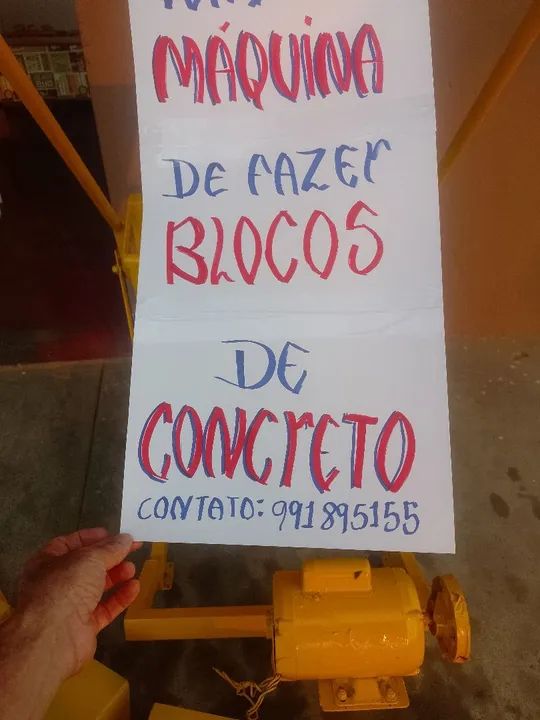 MÁQUINA
DE FAZER
BLOCOS
DE
CONCRETO
CONTATO: 991895155